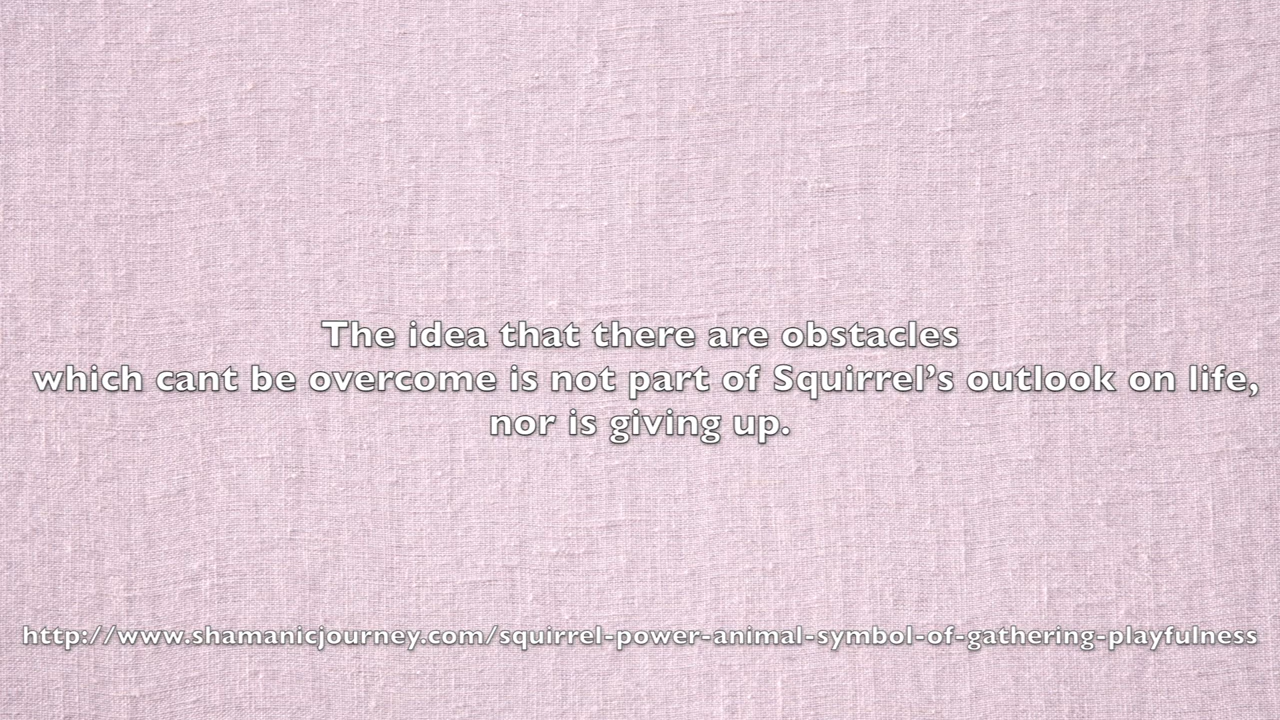 The idea that there are obstacles
which cant be overcome is not part of Squirrel’s outlook on life,
nor is giving up.
http://www.shamanicjourney.com/squirrel-power-animal-symbol-of-gathering-playfulness